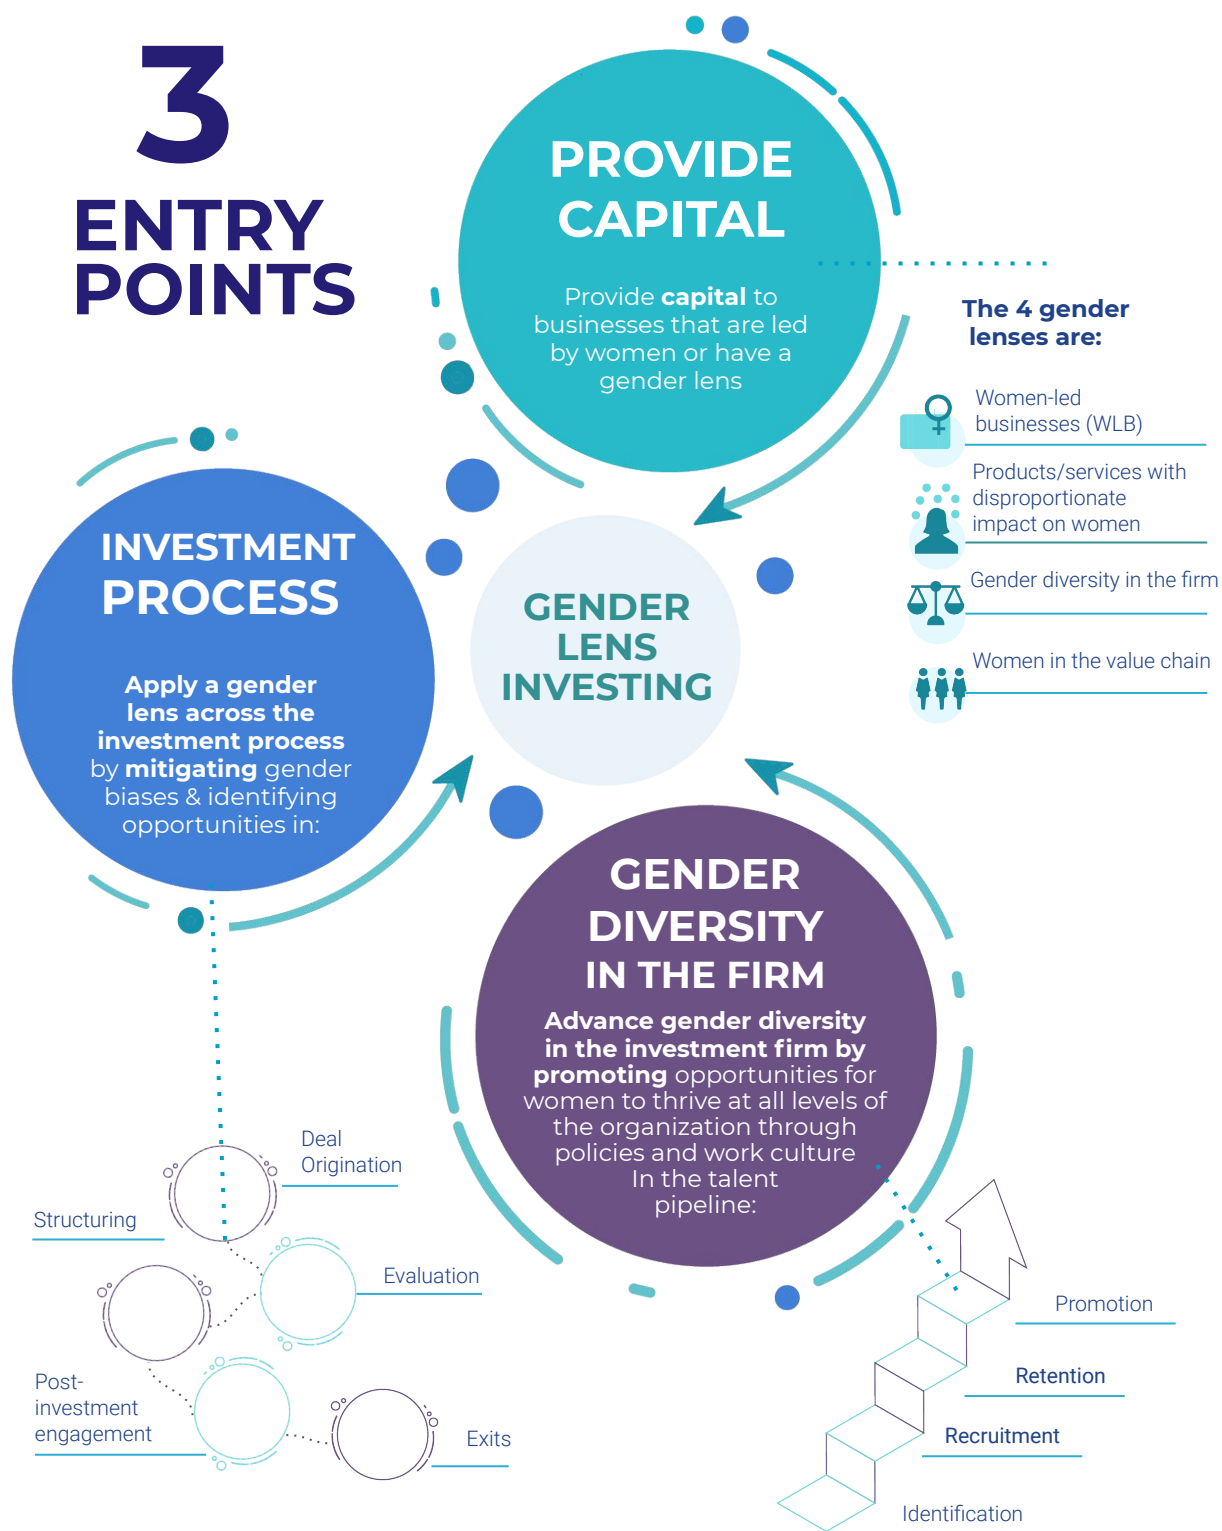 3
ENTRY
POINTS
PROVIDE
CAPITAL
Provide capital to
businesses that are led
by women or have a
gender lens
The 4 gender
lenses are:
Women-led
businesses (WLB)
Products/services with
disproportionate
impact on women
Gender diversity in the firm
Women in the value chain
INVESTMENT
PROCESS
Apply a gender
lens across the
investment process
by mitigating gender
biases & identifying
opportunities in:
GENDER
LENS
INVESTING
GENDER
DIVERSITY
IN THE FIRM
Advance gender diversity
in the investment firm by
promoting opportunities for
women to thrive at all levels of
the organization through
policies and work culture
In the talent
pipeline:
Deal
Origination
Structuring
Evaluation
Post-
investment
engagement
Exits
Promotion
Retention
Recruitment
Identification